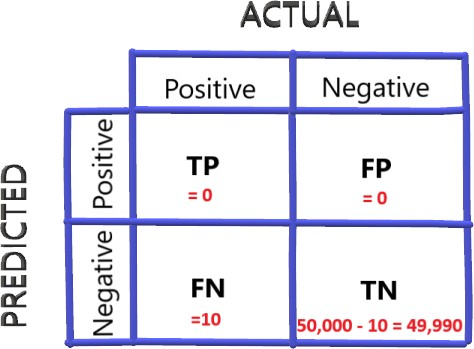 ACTUAL
Positive
Negative
PREDICTED
Positive
TP
= 0
FP
= 0
Negative
FN
=10
TN
50,000 - 10 = 49,990